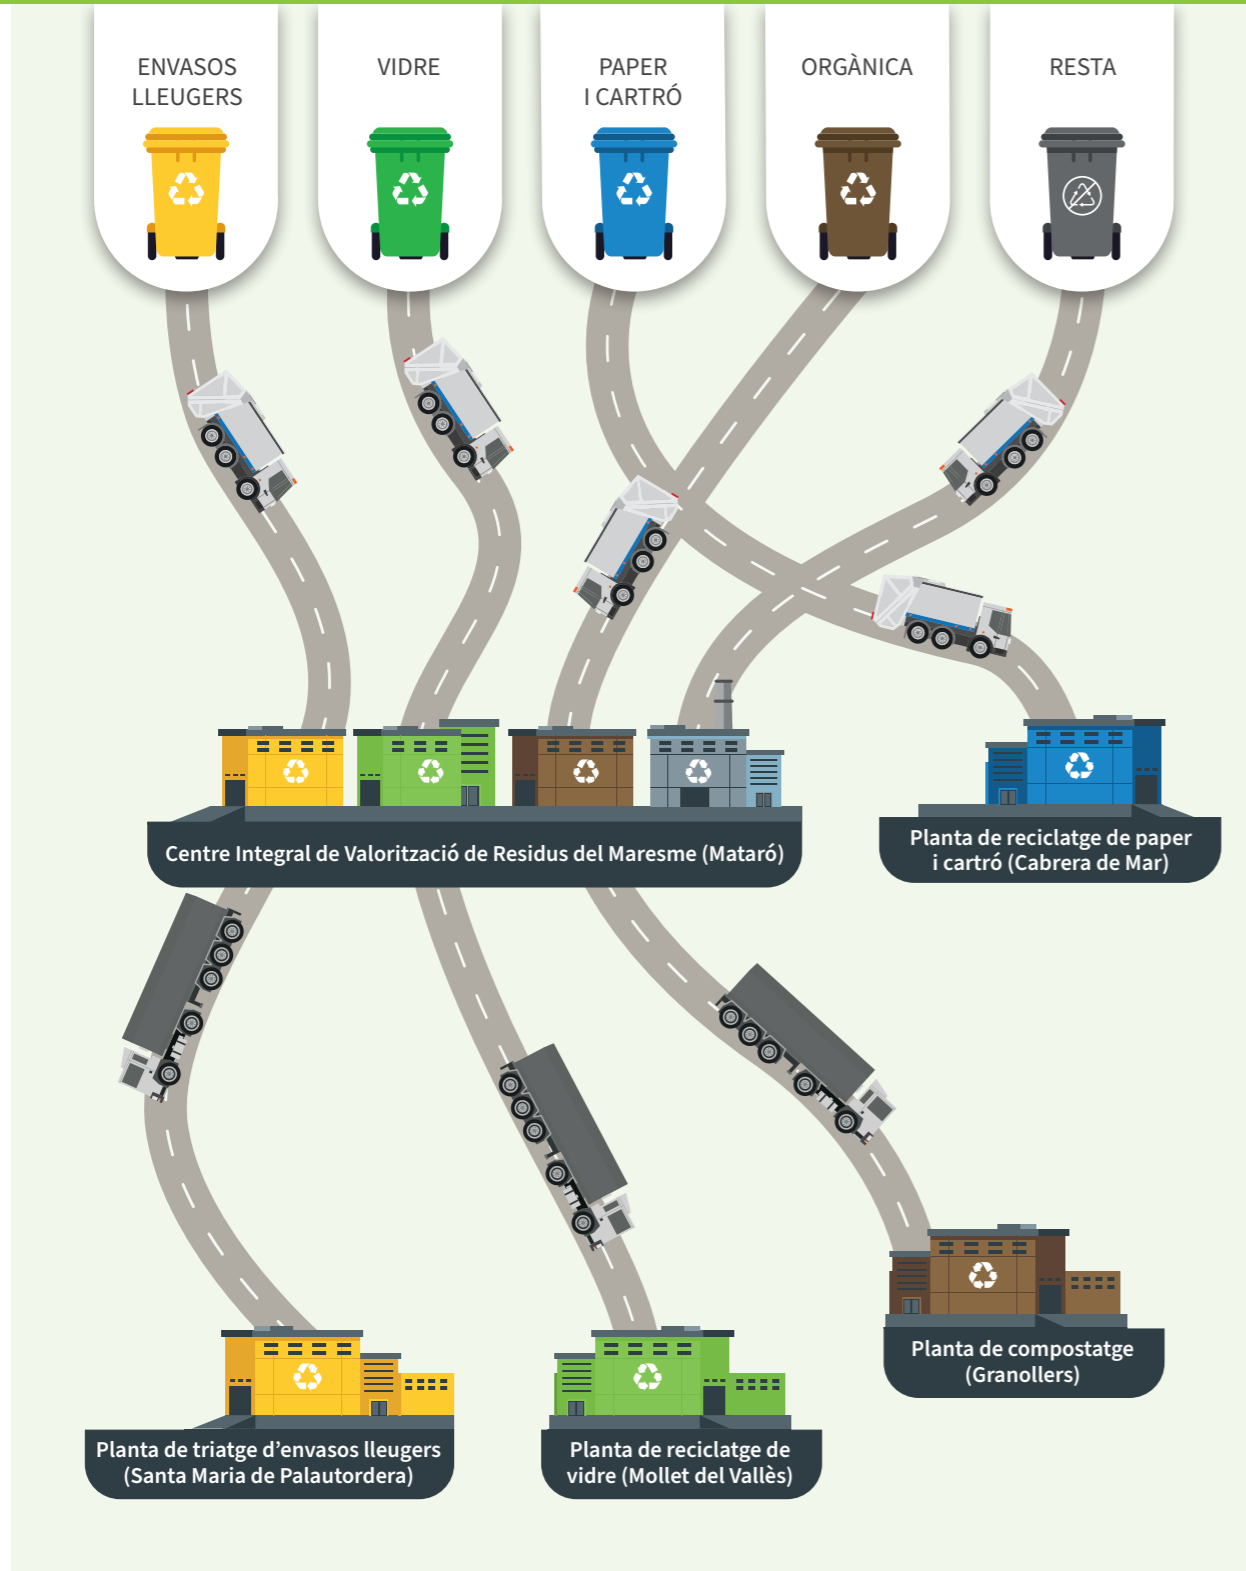 ENVASOS
LLEUGERS
VIDRE
PAPER
I CARTRÓ
ORGÀNICA
RESTA
Centre Integral de Valorització de Residus del Maresme (Mataró)
Planta de reciclatge de paper
i cartró (Cabrera de Mar)
Planta de compostatge
(Granollers)
Planta de triatge d’envasos lleugers
(Santa Maria de Palautordera)
Planta de reciclatge de
vidre (Mollet del Vallès)